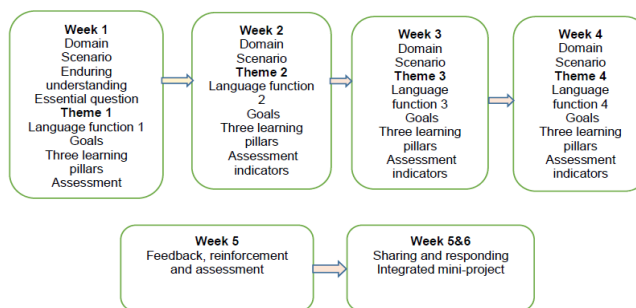 Week 1
Domain
Scenario
Enduring
understanding
Essential question
Theme 1
Language function 1
Goals
Three learning
pillars
Assessment
Week 2
Domain
Scenario
Theme 2
Language function
2
Goals
Three learning
pillars
Assessment
indicators
Week 3
Domain
Scenario
Theme 3
Language
function 3
Goals
Three learning
pillars
Assessment
indicators
Week 4
Domain
Scenario
Theme 4
Language
function 4
Goals
Three learning
pillars
Assessment
indicators
Week 5
Feedback, reinforcement
and assessment
Week 5&6
Sharing and responding
Integrated mini-project